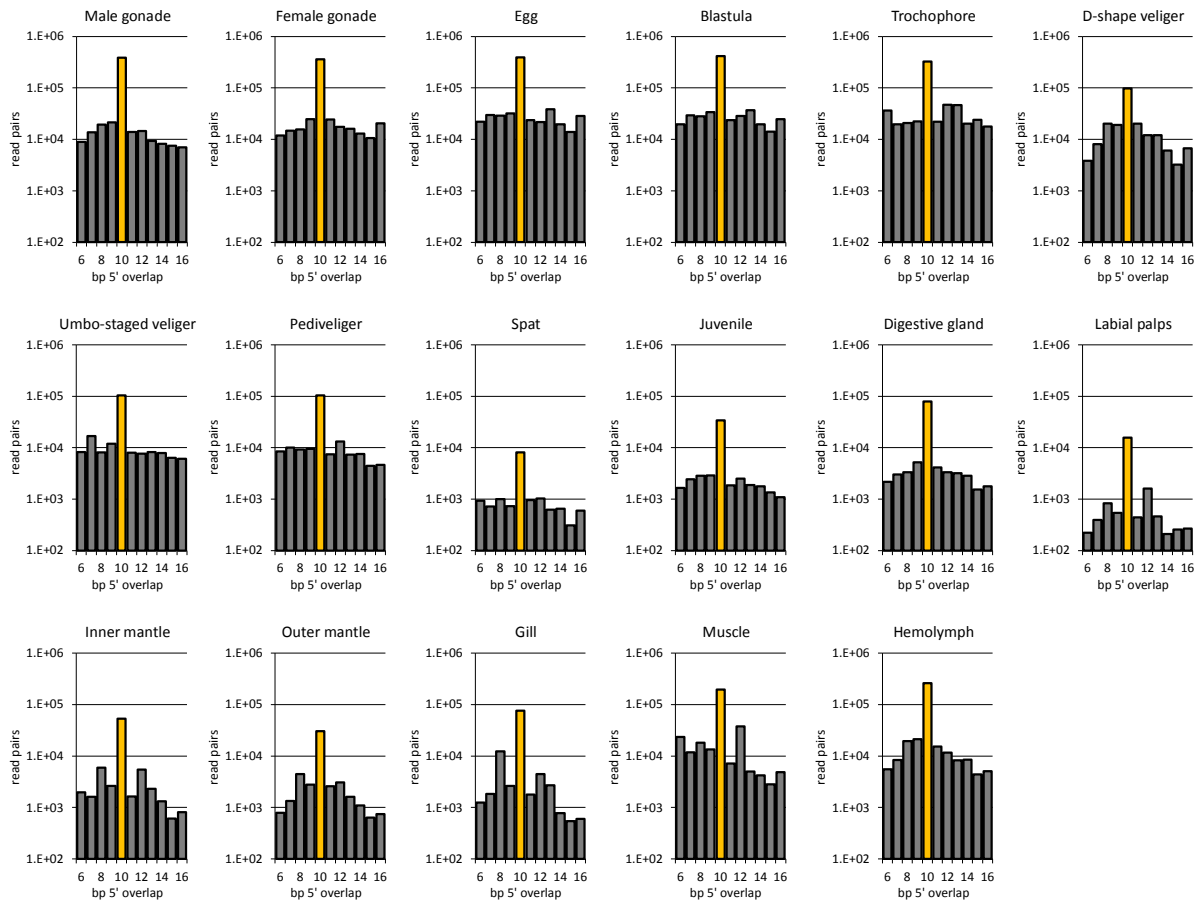 Male gonade
1.E+06
1.E+05
1.E+04
1.E+03
1.E+02
read pairs
6 8 10 12 14 16
bp 5' overlap
Female gonade
1.E+06
1.E+05
1.E+04
1.E+03
1.E+02
read pairs
6 8 10 12 14 16
bp 5' overlap
Egg
1.E+06
1.E+05
1.E+04
1.E+03
1.E+02
read pairs
6 8 10 12 14 16
bp 5' overlap
Blastula
1.E+06
1.E+05
1.E+04
1.E+03
1.E+02
read pairs
6 8 10 12 14 16
bp 5' overlap
Trochophore
1.E+06
1.E+05
1.E+04
1.E+03
1.E+02
read pairs
6 8 10 12 14 16
bp 5' overlap
D-shape veliger
1.E+06
1.E+05
1.E+04
1.E+03
1.E+02
read pairs
6 8 10 12 14 16
bp 5' overlap
Umbo-staged veliger
1.E+06
1.E+05
1.E+04
1.E+03
1.E+02
read pairs
6 8 10 12 14 16
bp 5' overlap
Pediveliger
1.E+06
1.E+05
1.E+04
1.E+03
1.E+02
read pairs
6 8 10 12 14 16
bp 5' overlap
Spat
1.E+06
1.E+05
1.E+04
1.E+03
1.E+02
read pairs
6 8 10 12 14 16
bp 5' overlap
Juvenile
1.E+06
1.E+05
1.E+04
1.E+03
1.E+02
read pairs
6 8 10 12 14 16
bp 5' overlap
Digestive gland
1.E+06
1.E+05
1.E+04
1.E+03
1.E+02
read pairs
6 8 10 12 14 16
bp 5' overlap
Labial palps
1.E+06
1.E+05
1.E+04
1.E+03
1.E+02
read pairs
6 8 10 12 14 16
bp 5' overlap
Inner mantle
1.E+06
1.E+05
1.E+04
1.E+03
1.E+02
read pairs
6 8 10 12 14 16
bp 5' overlap
Outer mantle
1.E+06
1.E+05
1.E+04
1.E+03
1.E+02
read pairs
6 8 10 12 14 16
bp 5' overlap
Gill
1.E+06
1.E+05
1.E+04
1.E+03
1.E+02
read pairs
6 8 10 12 14 16
bp 5' overlap
Muscle
1.E+06
1.E+05
1.E+04
1.E+03
1.E+02
read pairs
6 8 10 12 14 16
bp 5' overlap
Hemolymph
1.E+06
1.E+05
1.E+04
1.E+03
1.E+02
read pairs
6 8 10 12 14 16
bp 5' overlap